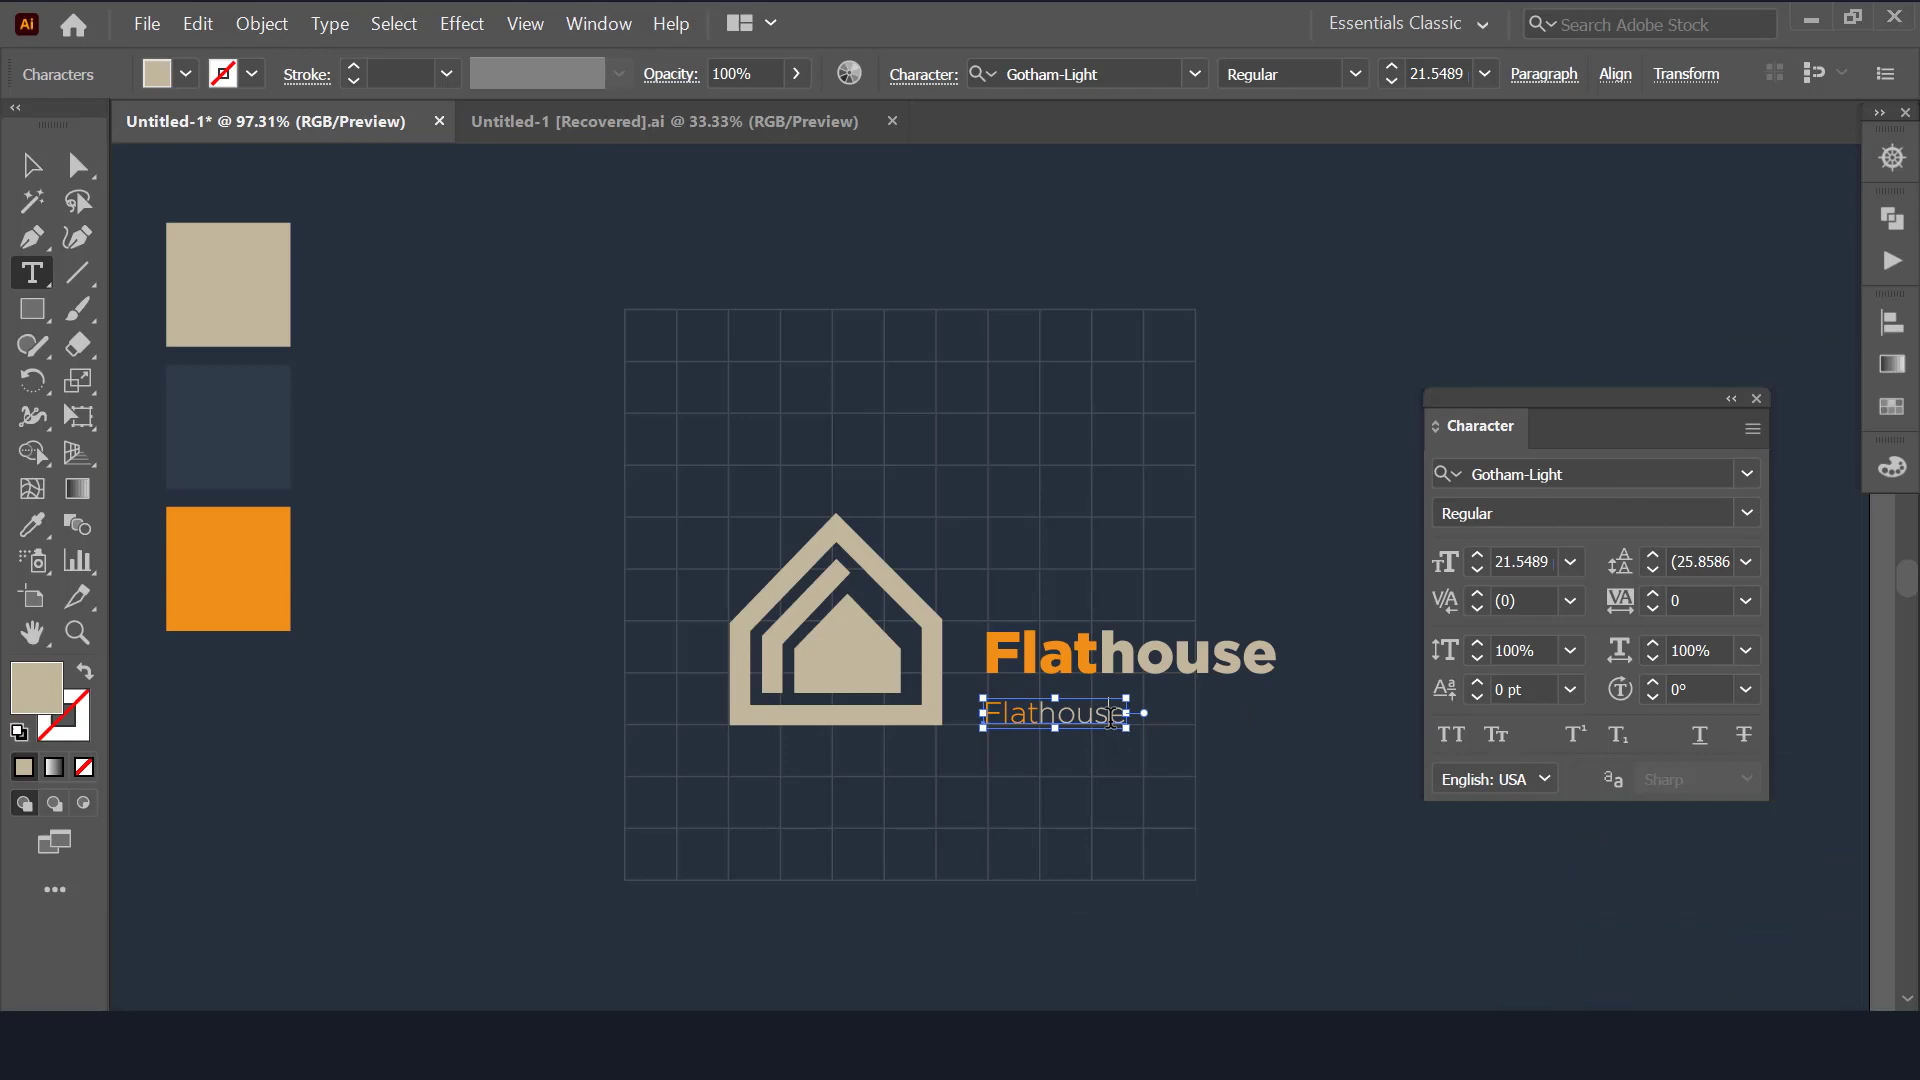 Ai File Edit Object Type Select Effect View Window Help Essentials Classic Search Adobe Stock
Characters Stroke: Opacity: 100% Character: Gotham-Light Regular 21.5489 Paragraph Align Transform
Untitled-1* @ 97.31% (RGB/Preview) Untitled-1 [Recovered].ai @ 33.33% (RGB/Preview)
Flathouse
Flathouse
Character
Gotham-Light
Regular
21.5489 (25.8586
(0) 0
100% 100%
0 pt 0°
English: USA Sharp